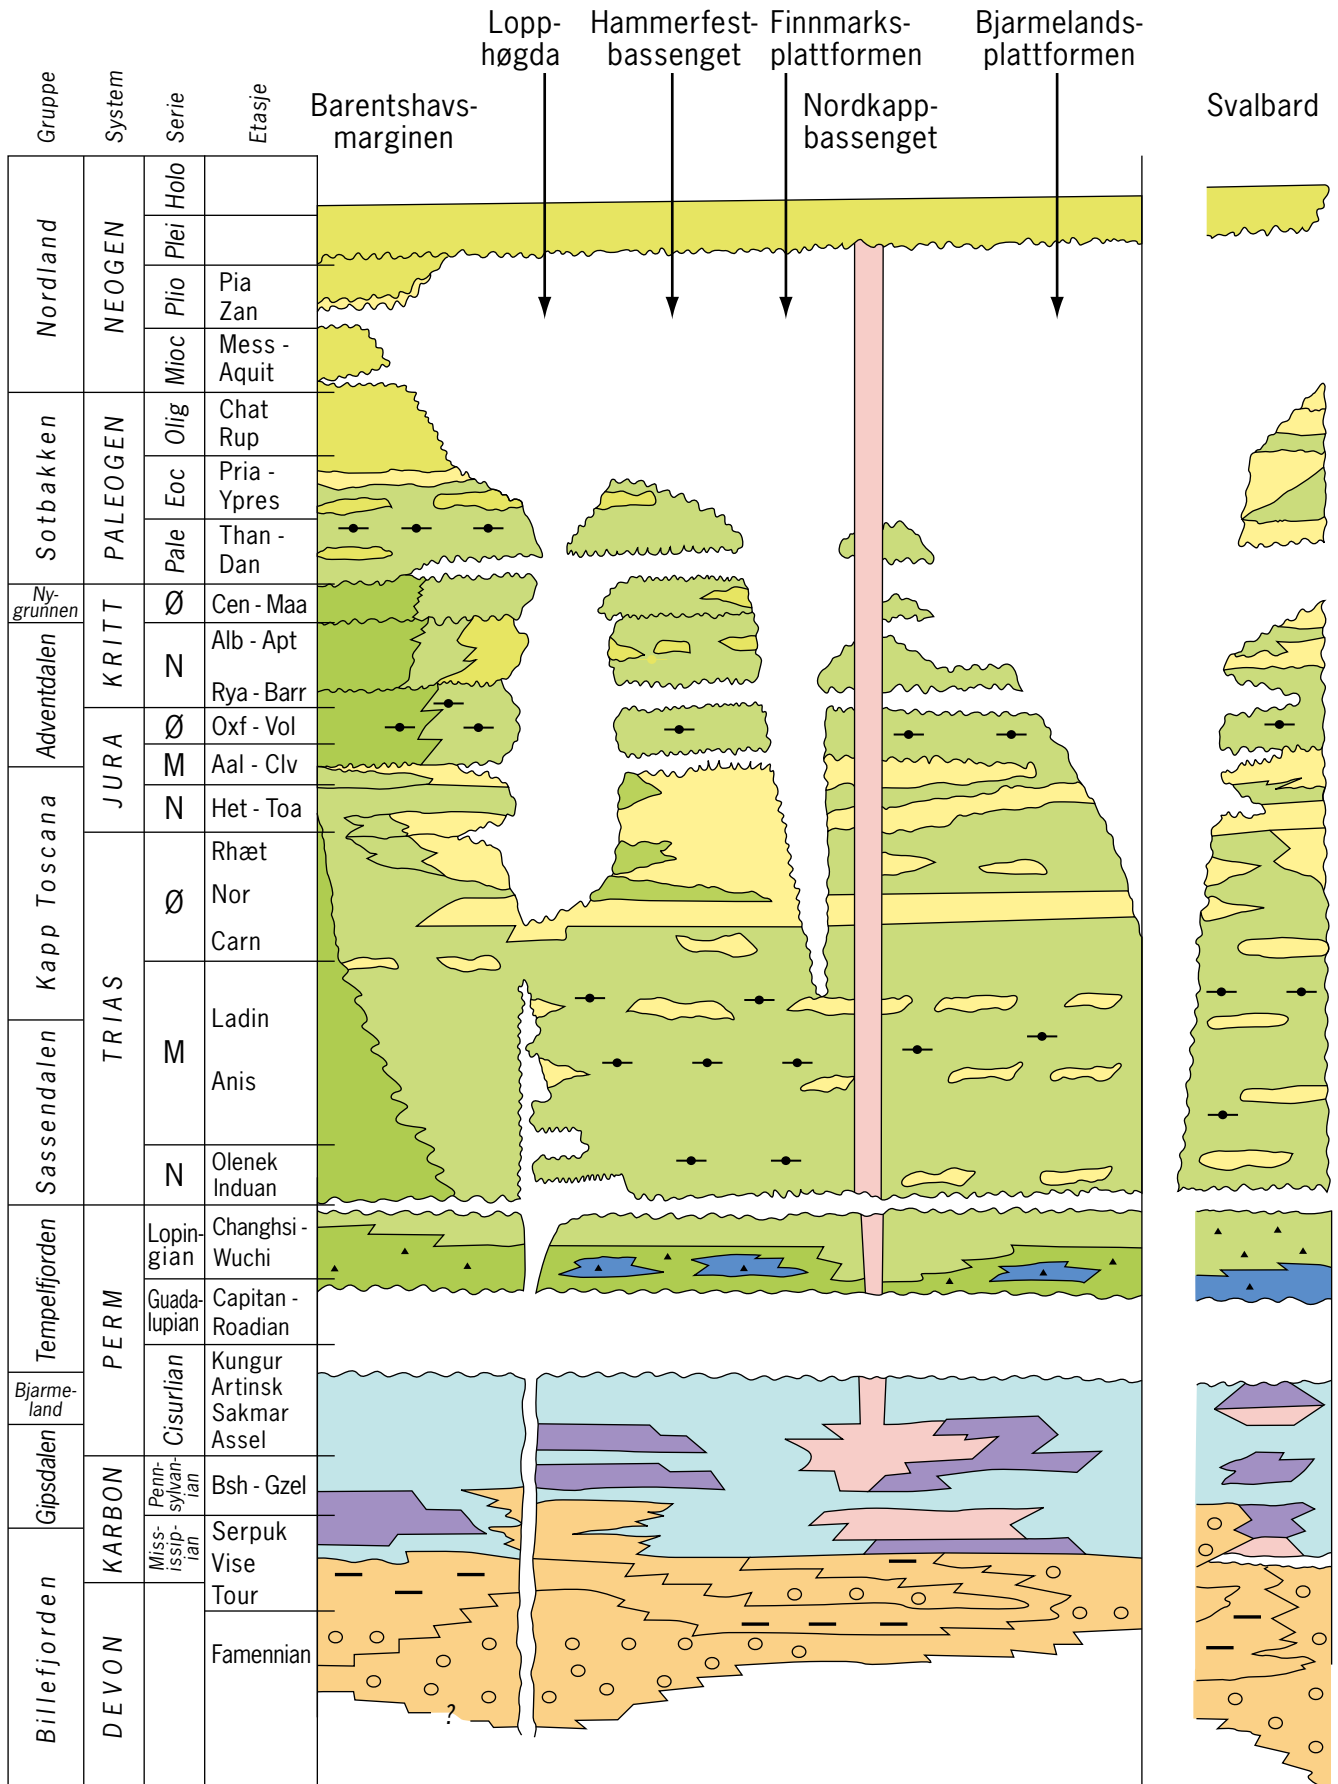 Lopp-
høgda
Hammerfest-
bassenget
Finnmarks-
plattformen
Bjarmelands-
plattformen
Barentshavs-
marginen
Nordkapp-
bassenget
Svalbard
Gruppe
System
Serie
Etasje
Nordland
Sotbakken
Ny-
grunnen
Adventdalen
Kapp Toscana
Sassendalen
Tempelfjorden
Bjarme-
land
Gipsdalen
Billefjorden
NEOGEN
PALEOGEN
KRITT
JURA
TRIAS
PERM
KARBON
DEVON
Holo
Plei
Plio
Mioc
Olig
Eoc
Pale
Ø
N
Ø
M
N
Ø
M
N
Lopin-
gian
Guada-
lupian
Cisurlian
Penn-
sylvan-
ian
Miss-
issip-
ian
Pia
Zan
Mess -
Aquit
Chat
Rup
Pria -
Ypres
Than -
Dan
Cen - Maa
Alb - Apt
Rya - Barr
Oxf - Vol
Aal - Clv
Het - Toa
Rhæt
Nor
Carn
Ladin
Anis
Olenek
Induan
Changhsi -
Wuchi
Capitan -
Roadian
Kungur
Artinsk
Sakmar
Assel
Bsh - Gzel
Serpuk
Vise
Tour
Famennian
?